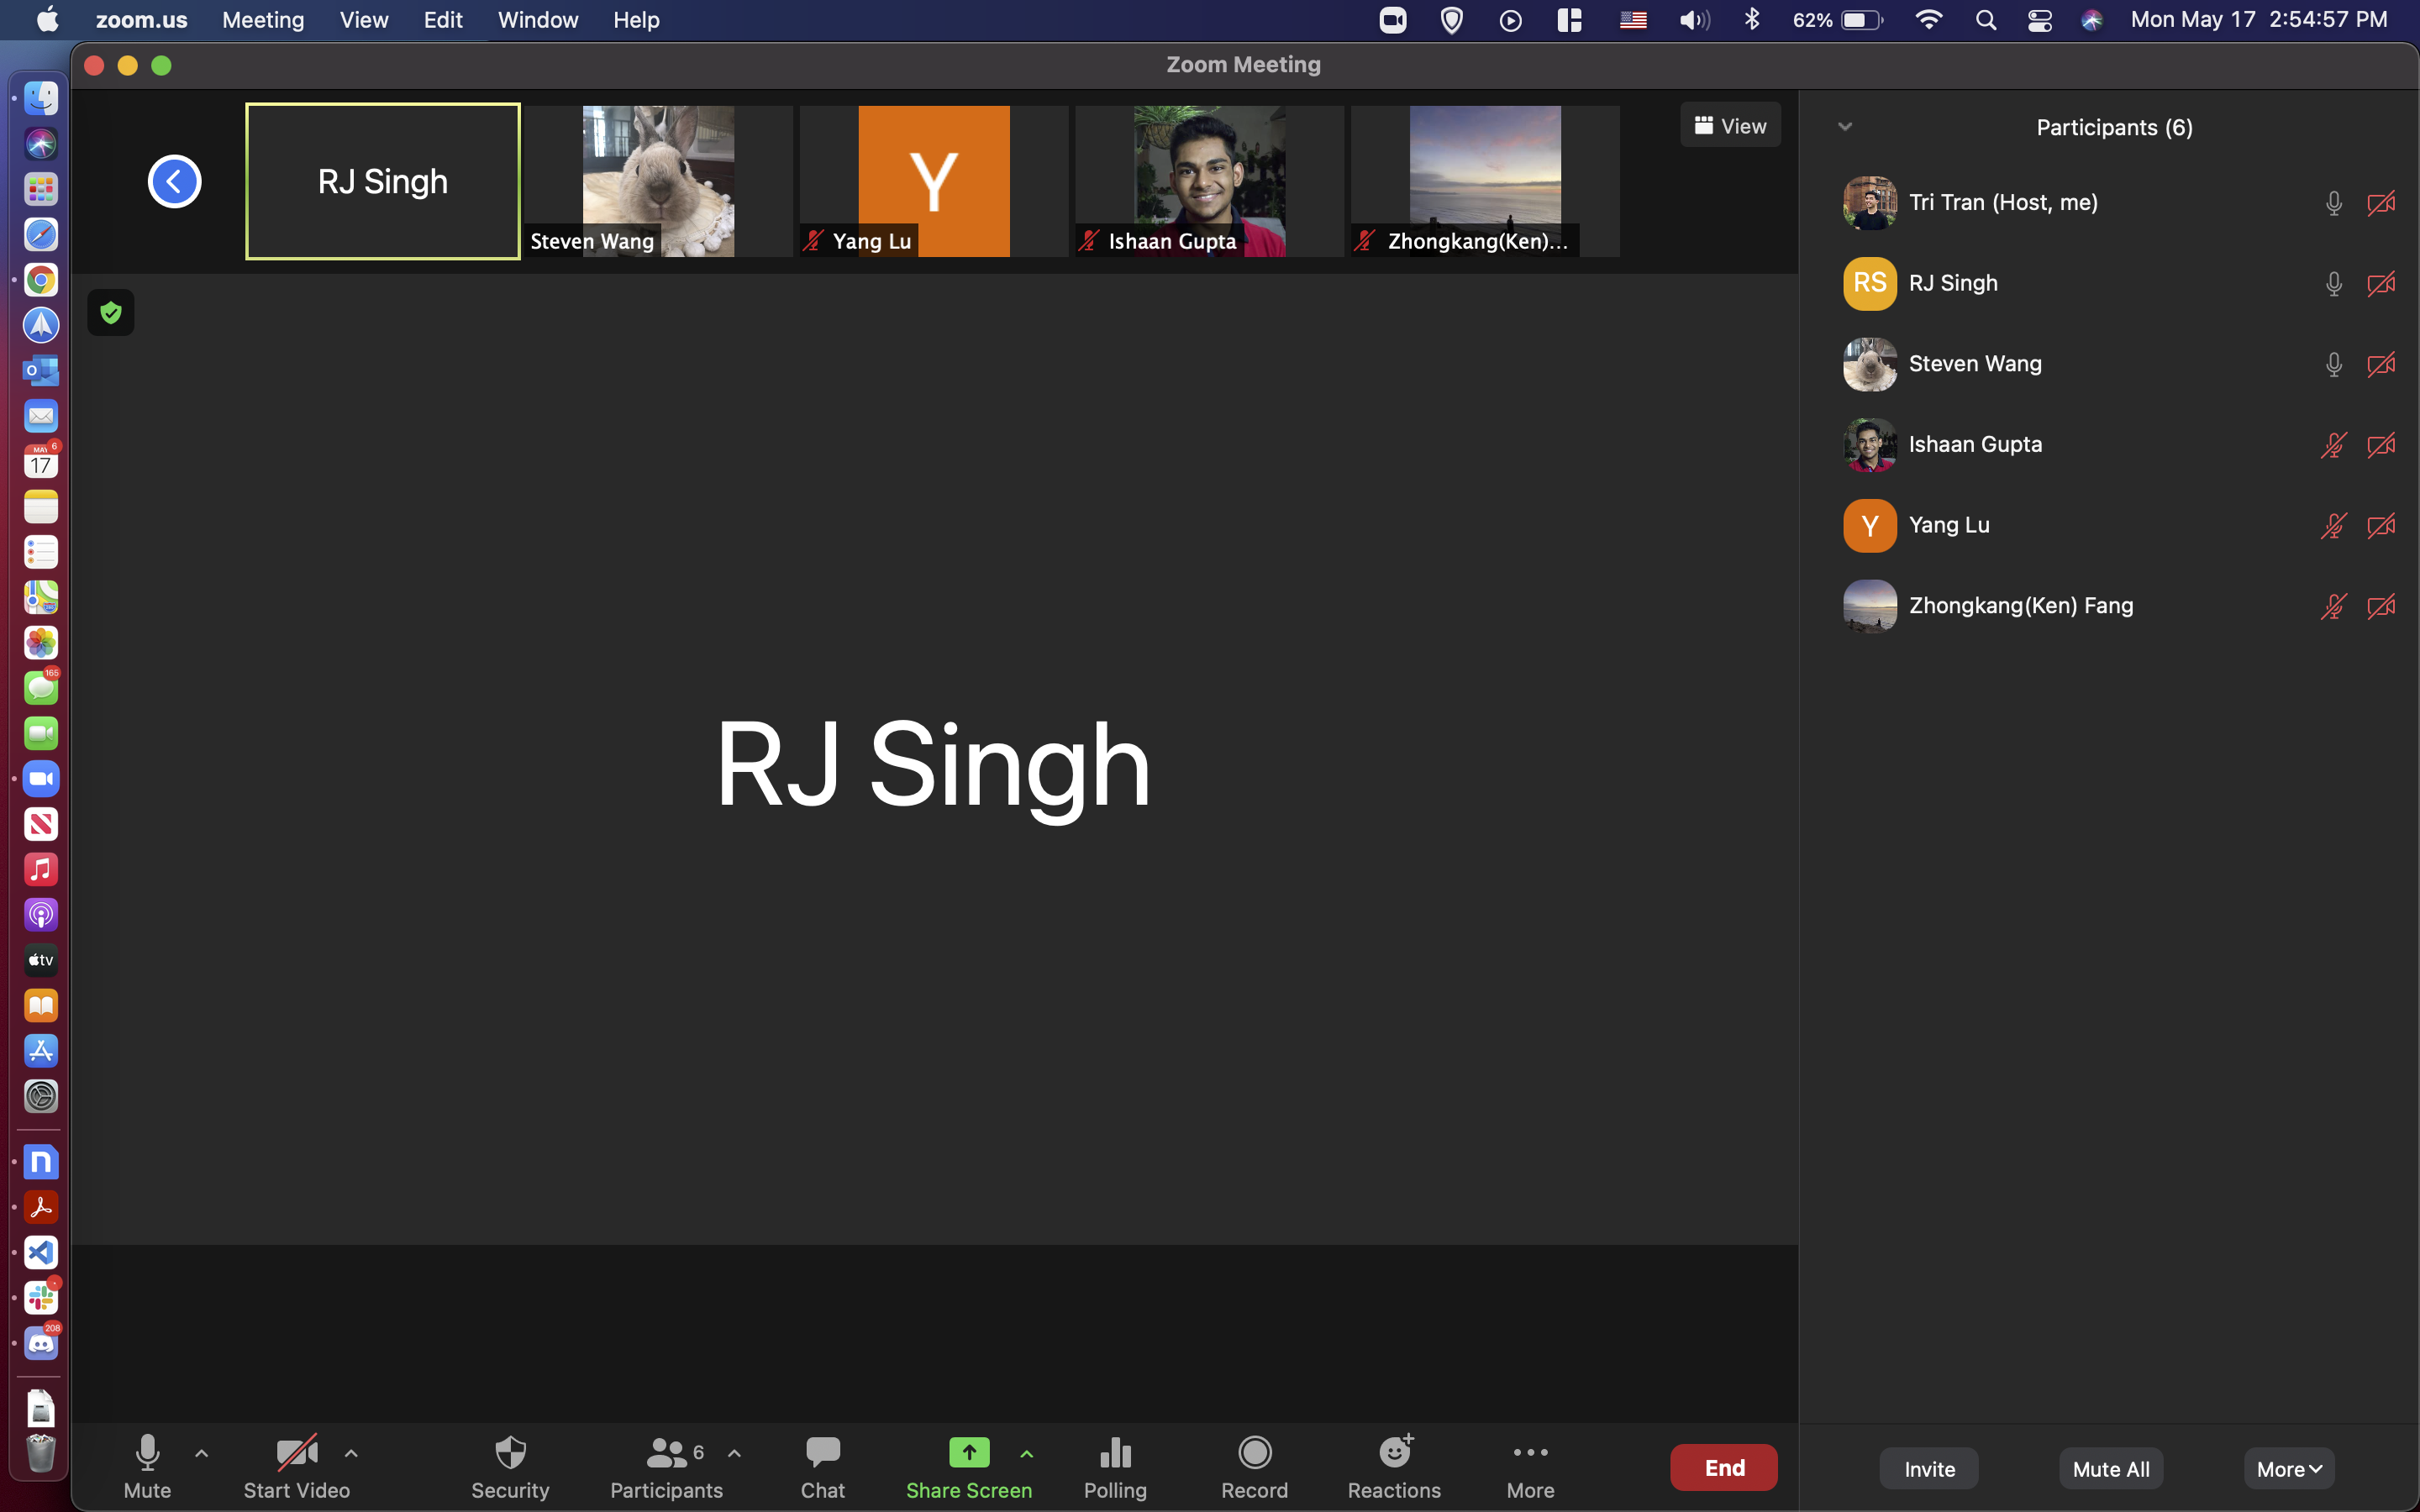 zoom.us Meeting View Edit Window Help 62% Mon May 17 2:54:57 PM
Zoom Meeting
RJ Singh
Steven Wang
Y
Yang Lu
Ishaan Gupta
Zhongkang(Ken)...
View
RJ Singh
Participants (6)
Tri Tran (Host, me)
RS RJ Singh
Steven Wang
Ishaan Gupta
Y Yang Lu
Zhongkang(Ken) Fang
MAY 6
17
165
tv
208
Mute
Start Video
Security
6
Participants
Chat
Share Screen
Polling
Record
Reactions
More
End
Invite
Mute All
More